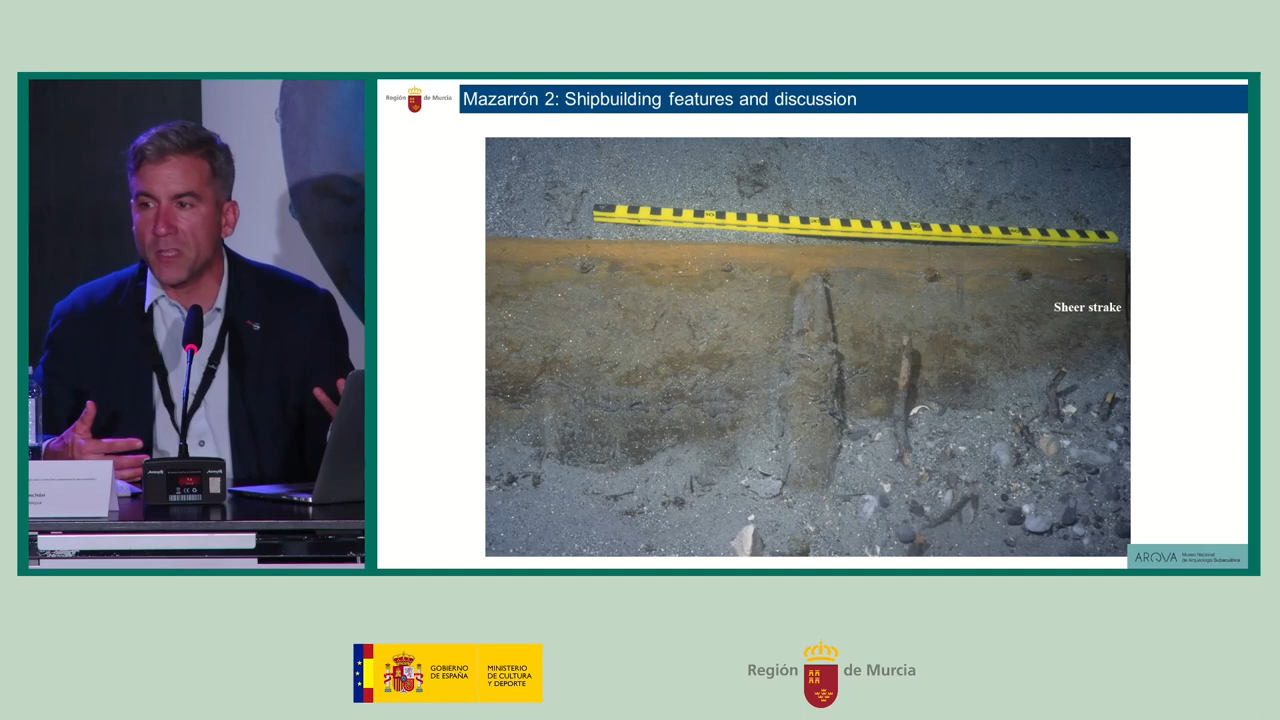 Región de Murcia
Mazarrón 2: Shipbuilding features and discussion
Sheer strake
ARQVA
Museo Nacional
de Arqueología Subacuática
GOBIERNO
DE ESPAÑA
MINISTERIO
DE CULTURA
Y DEPORTE
Región de Murcia